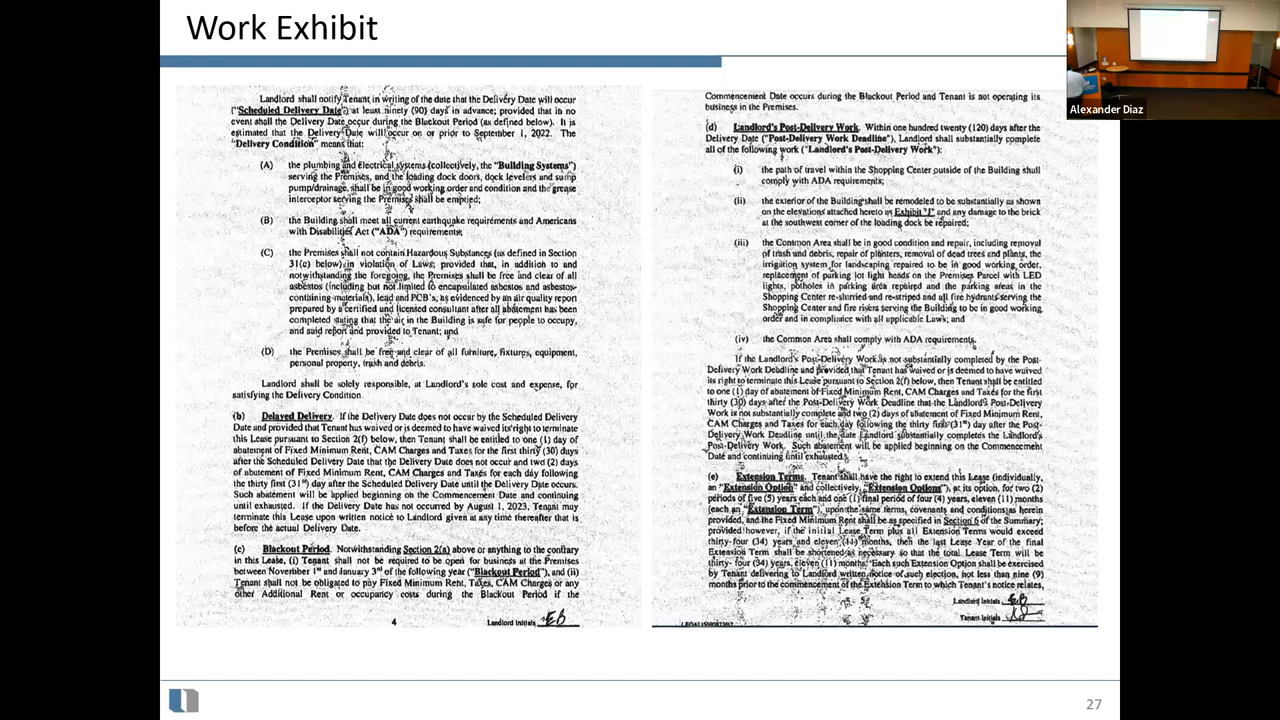 Work Exhibit
Alexander Diaz
Landlord shall notify Tenant in writing of the date that the Delivery Date will occur
("Scheduled Delivery Date") at least ninety (90) days in advance; provided that in no
event shall the Delivery Date occur during the Blackout Period (as defined below). It is
estimated that the Delivery Date will occur on or prior to September 1, 2022. The
"Delivery Condition" means that:
(A) the plumbing and electrical systems (collectively, the "Building Systems")
serving the Premises, and the loading dock doors, dock levelers and sump
pump/drainage, shall be in good working order and condition and the grease
interceptor serving the Premises shall be emptied;
(B) the Building shall meet all current earthquake requirements and Americans
with Disabilities Act ("ADA") requirements;
(C) the Premises shall not contain Hazardous Substances (as defined in Section
31(c) below) in violation of Laws; provided that, in addition to and
notwithstanding the foregoing, the Premises shall be free and clear of all
asbestos (including but not limited to encapsulated asbestos and asbestos-
containing materials), lead and PCB's, as evidenced by an air quality report
prepared by a certified and licensed consultant after all abatement has been
completed stating that the air in the Building is safe for people to occupy,
and said report and provided to Tenant; and
(D) the Premises shall be free and clear of all furniture, fixtures, equipment,
personal property, trash and debris.
Landlord shall be solely responsible, at Landlord's sole cost and expense, for
satisfying the Delivery Condition.
(b) Delayed Delivery. If the Delivery Date does not occur by the Scheduled Delivery
Date and provided that Tenant has waived or is deemed to have waived its right to terminate
this Lease pursuant to Section 2(f) below, then Tenant shall be entitled to one (1) day of
abatement of Fixed Minimum Rent, CAM Charges and Taxes for the first thirty (30) days
after the Scheduled Delivery Date that the Delivery Date does not occur and two (2) days
of abatement of Fixed Minimum Rent, CAM Charges and Taxes for each day following
the thirty first (31st) day after the Scheduled Delivery Date until the Delivery Date occurs.
Such abatement will be applied beginning on the Commencement Date and continuing
until exhausted. If the Delivery Date has not occurred by August 1, 2023, Tenant may
terminate this Lease upon written notice to Landlord given at any time thereafter that is
before the actual Delivery Date.
(c) Blackout Period. Notwithstanding Section 2(a) above or anything to the contrary
in this Lease, (i) Tenant shall not be required to be open for business at the Premises
between November 1st and January 3rd of the following year ("Blackout Period"), and (ii)
Tenant shall not be obligated to pay Fixed Minimum Rent, Taxes, CAM Charges or any
other Additional Rent or occupancy costs during the Blackout Period if the
4
Landlord Initials EB
Commencement Date occurs during the Blackout Period and Tenant is not operating its
business in the Premises.
(d) Landlord's Post-Delivery Work. Within one hundred twenty (120) days after the
Delivery Date ("Post-Delivery Work Deadline"), Landlord shall substantially complete
all of the following work ("Landlord's Post-Delivery Work"):
(i) the path of travel within the Shopping Center outside of the Building shall
comply with ADA requirements;
(ii) the exterior of the Building shall be remodeled to be substantially as shown
on the elevations attached hereto as Exhibit "J" and any damage to the brick
at the southwest corner of the loading dock be repaired;
(iii) the Common Area shall be in good condition and repair, including removal
of trash and debris, repair of planters, removal of dead trees and plants, the
irrigation system for landscaping repaired to be in good working order,
replacement of parking lot light heads on the Premises Parcel with LED
lights, potholes in parking area repaired and the parking areas in the
Shopping Center re-slurried and re-striped and all fire hydrants serving the
Shopping Center and fire risers serving the Building to be in good working
order and in compliance with all applicable Laws; and
(iv) the Common Area shall comply with ADA requirements.
If the Landlord's Post-Delivery Work is not substantially completed by the Post-
Delivery Work Deadline and provided that Tenant has waived or is deemed to have waived
its right to terminate this Lease pursuant to Section 2(f) below, then Tenant shall be entitled
to one (1) day of abatement of Fixed Minimum Rent, CAM Charges and Taxes for the first
thirty (30) days after the Post-Delivery Work Deadline that the Landlord's Post-Delivery
Work is not substantially complete and two (2) days of abatement of Fixed Minimum Rent,
CAM Charges and Taxes for each day following the thirty first (31st) day after the Post-
Delivery Work Deadline until the date Landlord substantially completes the Landlord's
Post-Delivery Work. Such abatement will be applied beginning on the Commencement
Date and continuing until exhausted.
(e) Extension Terms. Tenant shall have the right to extend this Lease (individually,
an "Extension Option" and collectively, "Extension Options"), at its option, for two (2)
periods of five (5) years each and one (1) final period of four (4) years, eleven (11) months
(each an "Extension Term"), upon the same terms, covenants and conditions as herein
provided, and the Fixed Minimum Rent shall be as specified in Section 6 of the Summary;
provided however, if the initial Lease Term plus all Extension Terms would exceed
thirty-four (34) years and eleven (11) months, then the last Lease Year of the final
Extension Term shall be shortened as necessary so that the total Lease Term will be
thirty-four (34) years, eleven (11) months. Each such Extension Option shall be exercised
by Tenant delivering to Landlord written notice of such election, not less than nine (9)
months prior to the commencement of the Extension Term to which Tenant's notice relates,
Landlord Initials EB
Tenant Initials
27